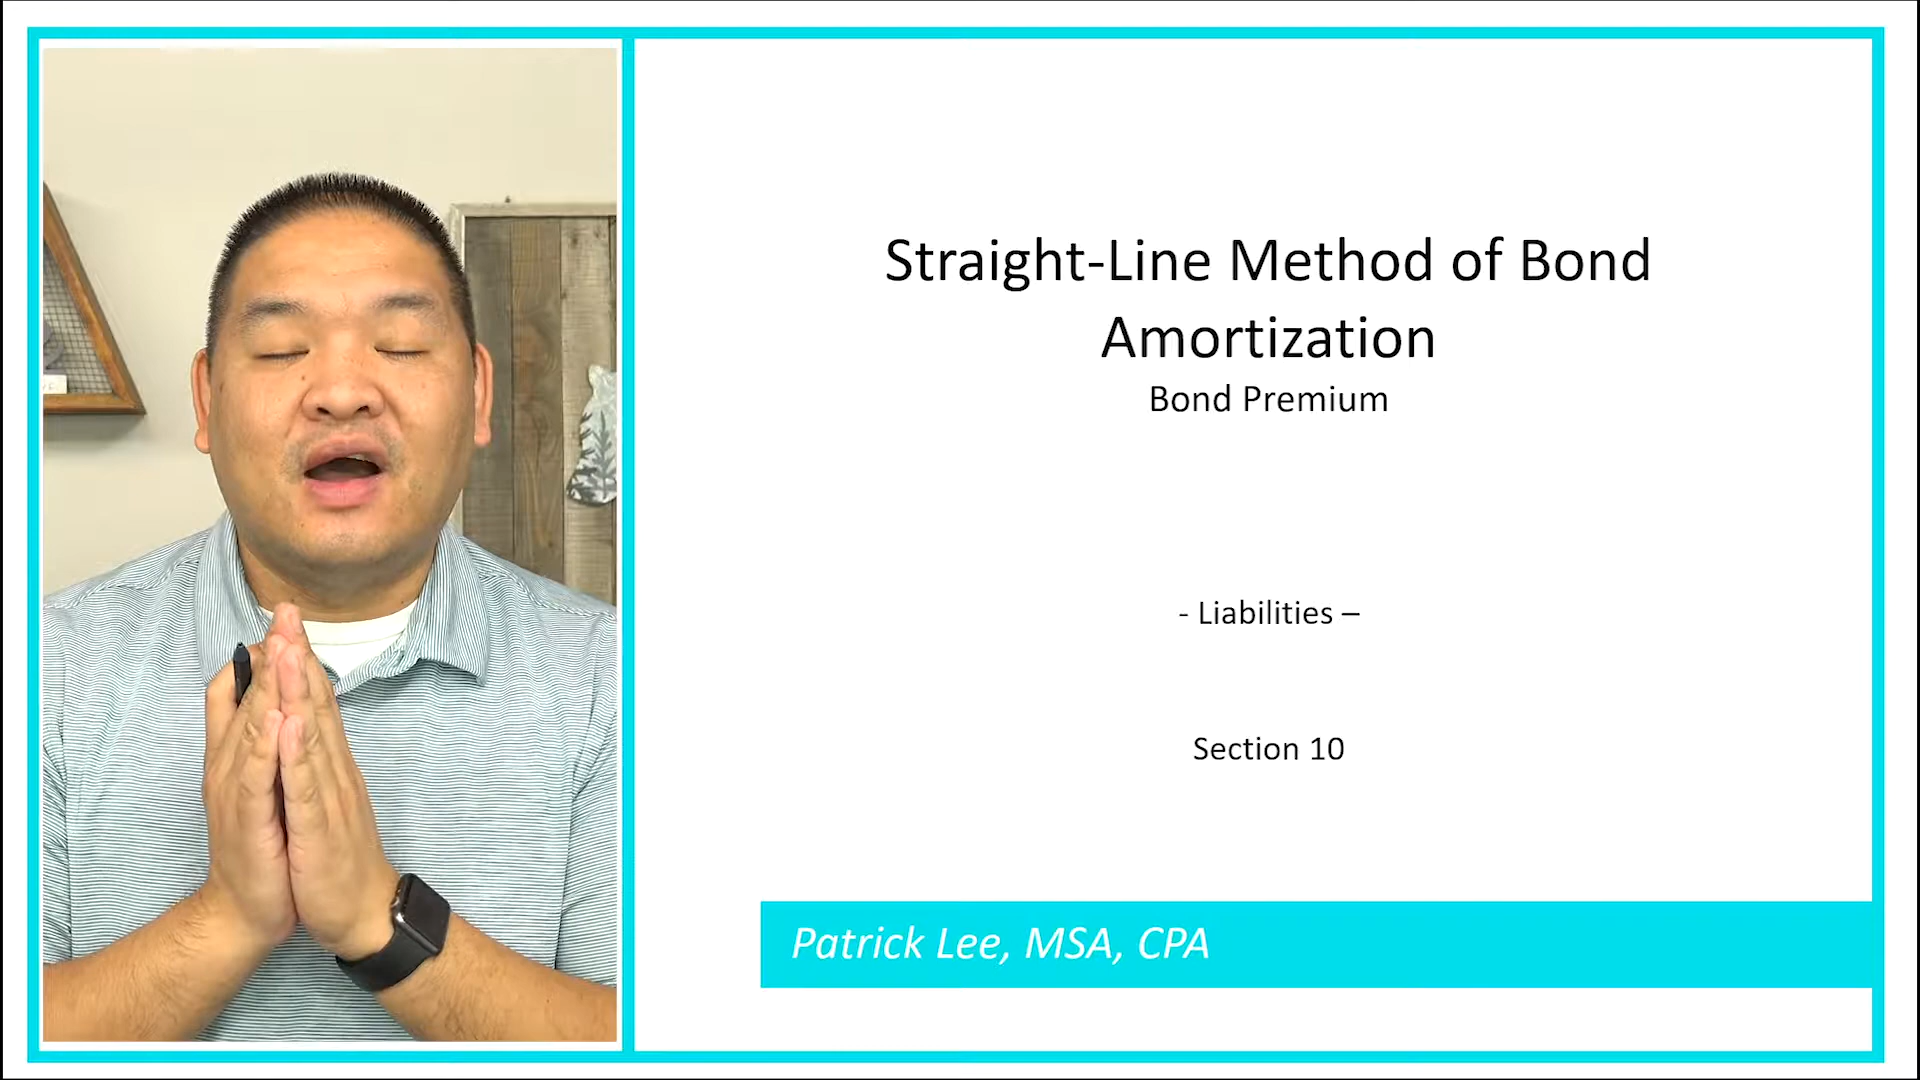 Straight-Line Method of Bond
Amortization
Bond Premium
- Liabilities –
Section 10
Patrick Lee, MSA, CPA